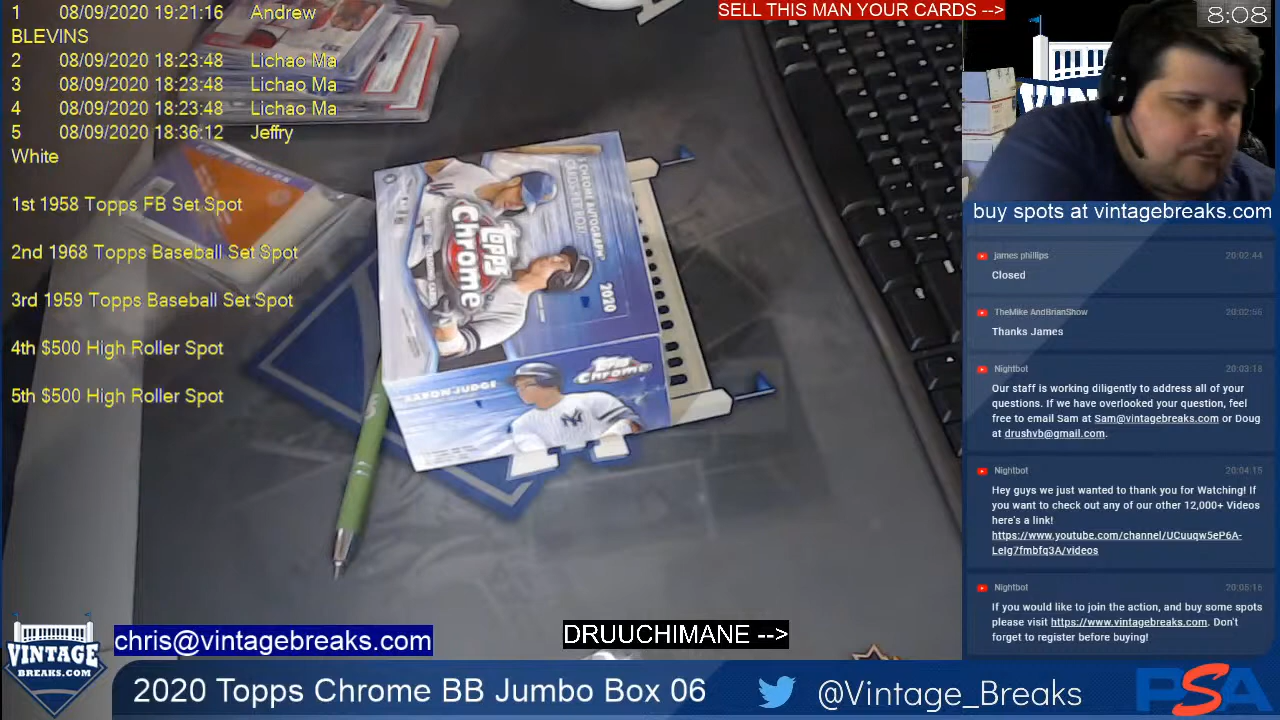 1 08/09/2020 19:21:16 Andrew
BLEVINS
2 08/09/2020 18:23:48 Lichao Ma
3 08/09/2020 18:23:48 Lichao Ma
4 08/09/2020 18:23:48 Lichao Ma
5 08/09/2020 18:36:12 Jeffry
White
1st 1958 Topps FB Set Spot
2nd 1968 Topps Baseball Set Spot
3rd 1959 Topps Baseball Set Spot
4th $500 High Roller Spot
5th $500 High Roller Spot
CHROME AUTOGRAPH
CARDS PER BOX!
topps
Chrome
2020
AARON JUDGE
topps
Chrome
SELL THIS MAN YOUR CARDS -->
8:08
VIN
buy spots at vintagebreaks.com
james phillips 20:02:44
Closed
TheMike AndBrianShow 20:02:56
Thanks James
Nightbot 20:03:18
Our staff is working diligently to address all of your
questions. If we have overlooked your question, feel
free to email Sam at Sam@vintagebreaks.com or Doug
at drushvb@gmail.com.
Nightbot 20:04:15
Hey guys we just wanted to thank you for Watching! If
you want to check out any of our other 12,000+ Videos
here's a link!
https://www.youtube.com/channel/UCuuqw5eP6A-
LeIg7fmbfq3A/videos
Nightbot 20:05:16
If you would like to join the action, and buy some spots
please visit https://www.vintagebreaks.com. Don't
forget to register before buying!
chris@vintagebreaks.com
DRUUCHIMANE -->
VINTAGE
BREAKS.COM
2020 Topps Chrome BB Jumbo Box 06
@Vintage_Breaks
PSA